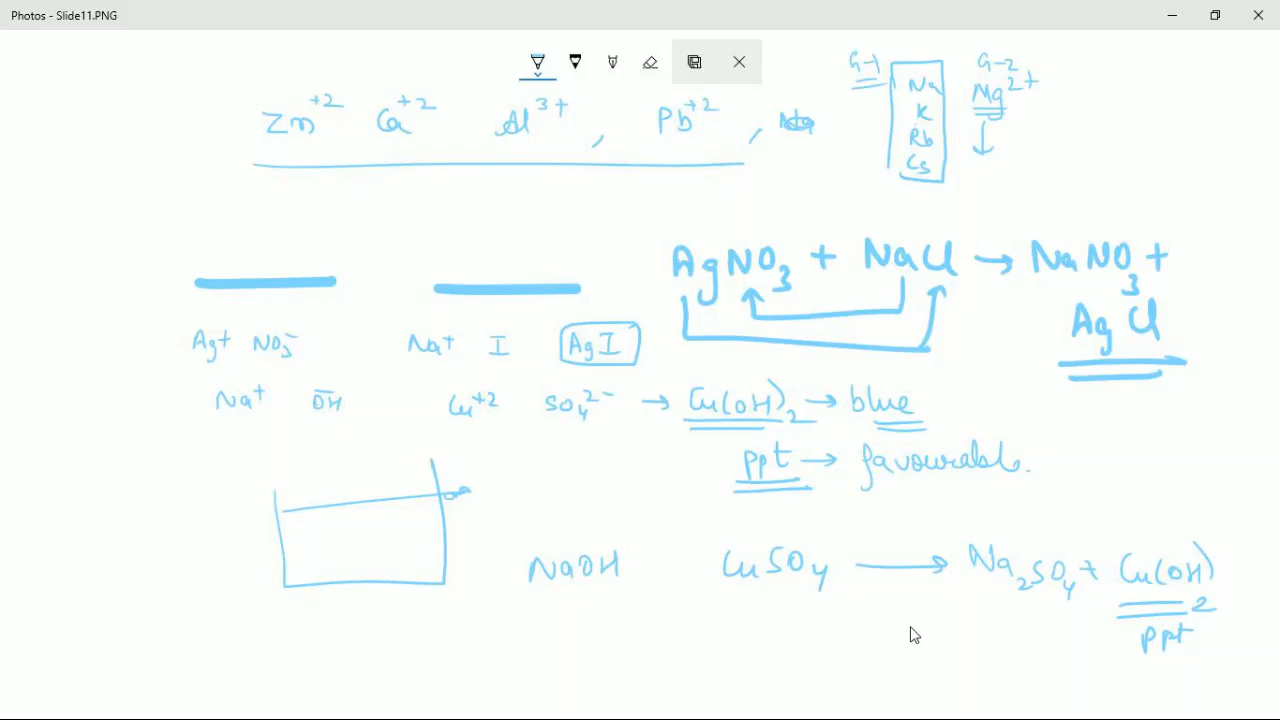 Photos - Slide11.PNG
G-1 Na G-2
K Mg2+
Rb
Cs
Zn+2 Ca+2 Al3+ , Pb+2 ,
AgNO3 + NaCl → NaNO3 +
AgCl
Ag+ NO3- Na+ I AgI
Na+ OH Cu+2 SO4 2- → Cu(OH)2 → blue
ppt → favourable.
NaOH CuSO4 → Na2SO4 + Cu(OH)2
ppt